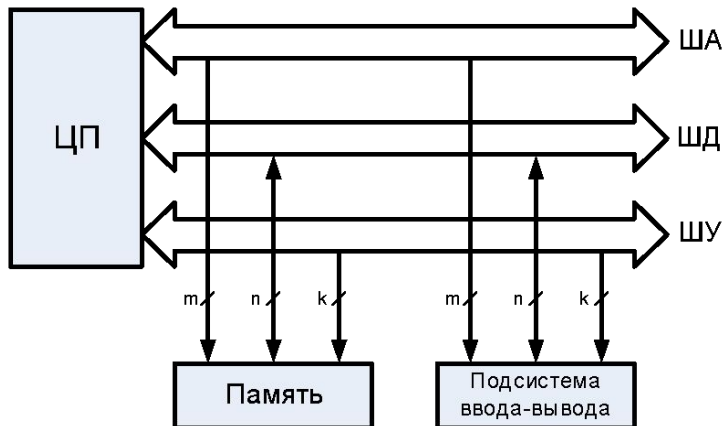 ЦП
ША
ШД
ШУ
m n k m n k
Память
Подсистема
ввода-вывода